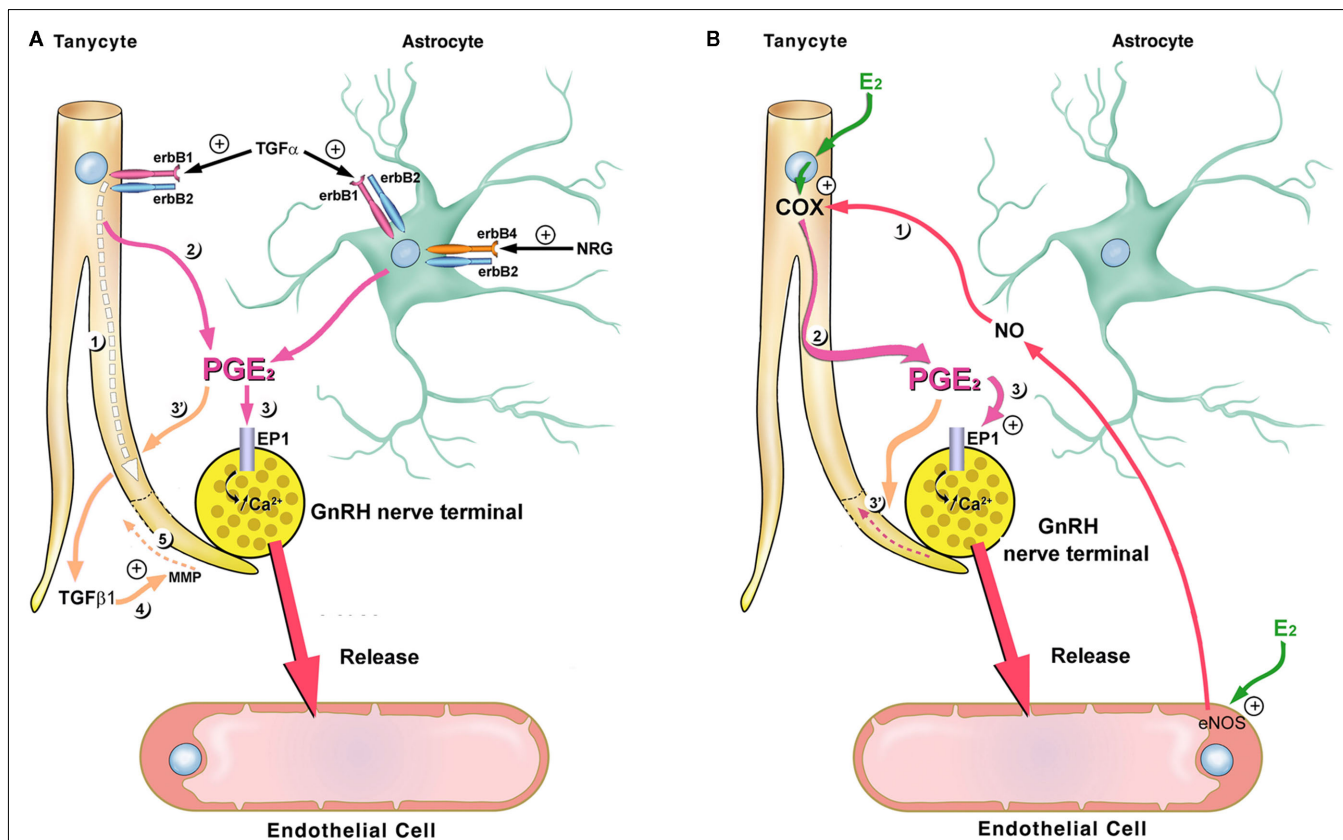 A
Tanycyte
Astrocyte
erbB1
erbB2
⊕
TGFα
⊕
erbB2
erbB1
erbB4
erbB2
⊕
NRG
2
1
PGE₂
3'
3
EP1
Ca²⁺
GnRH nerve terminal
5
⊕
MMP
TGFβ1
4
Release
Endothelial Cell
B
Tanycyte
Astrocyte
E₂
⊕
COX
1
NO
2
PGE₂
3
EP1
⊕
Ca²⁺
3'
GnRH
nerve terminal
E₂
Release
⊕
eNOS
Endothelial Cell